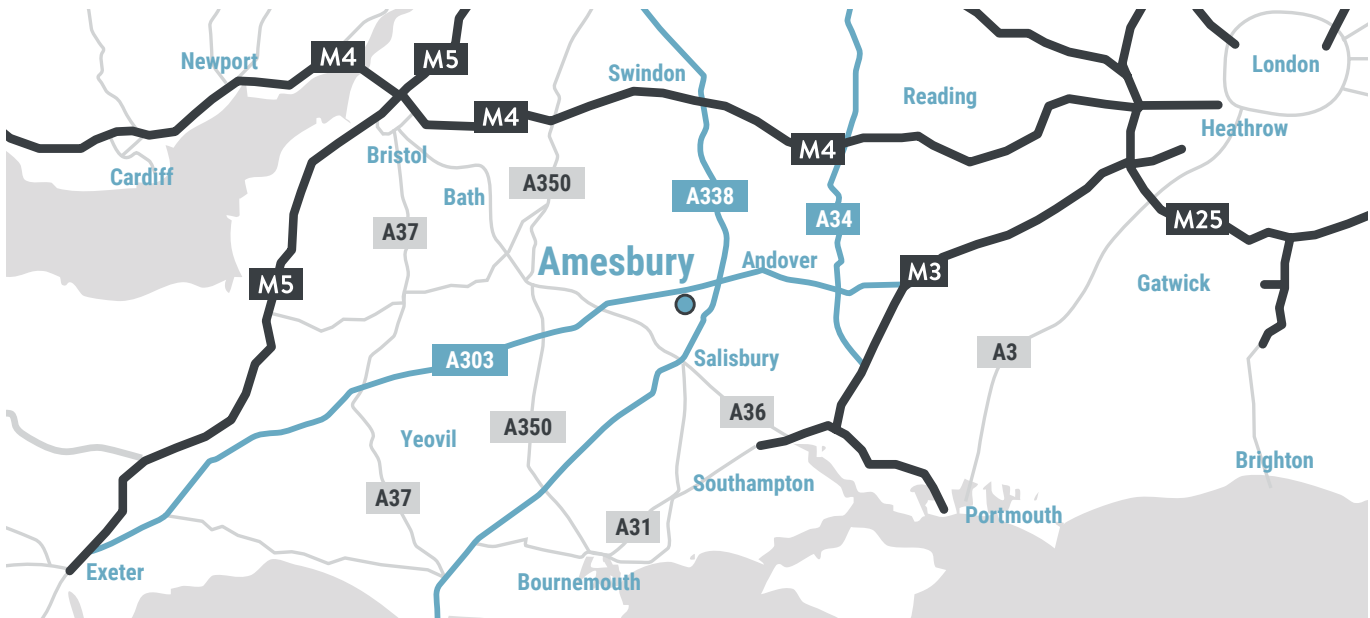 Newport
M4
M5
London
Swindon
Reading
M4
Heathrow
M4
Bristol
Cardiff
A350
Bath
A338
A34
M25
A37
Amesbury
Andover
M3
M5
Gatwick
A303
Salisbury
A3
A36
A350
Yeovil
Brighton
Southampton
A37
Portmouth
A31
Exeter
Bournemouth